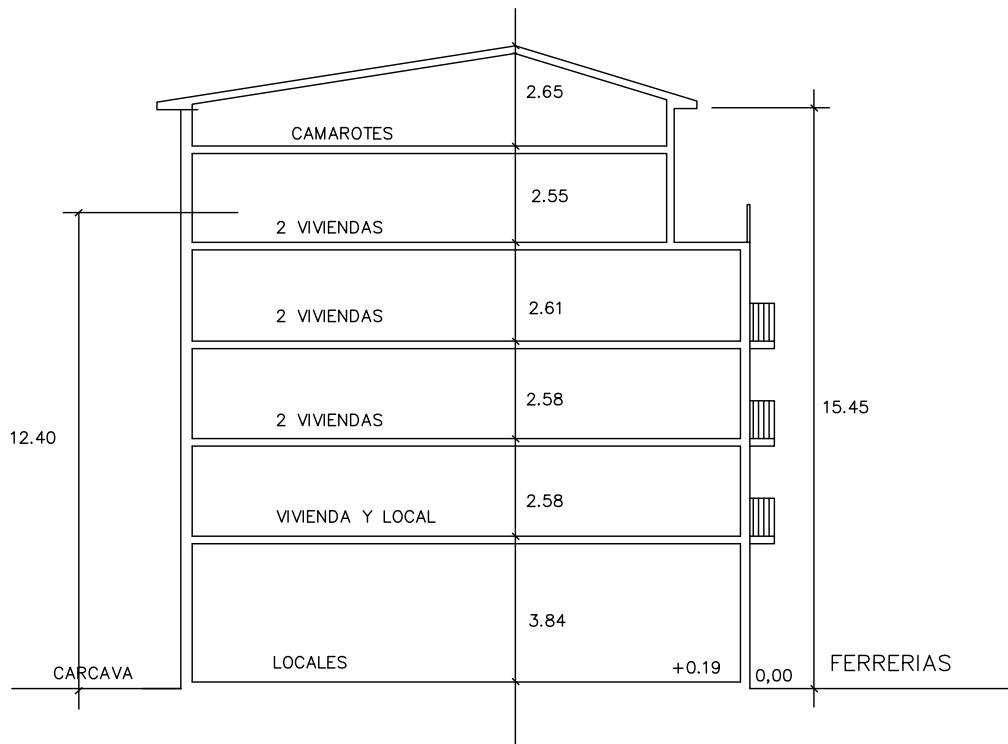 2.65
CAMAROTES
2.55
2 VIVIENDAS
2.61
2 VIVIENDAS
2.58
15.45
2 VIVIENDAS
12.40
2.58
VIVIENDA Y LOCAL
3.84
LOCALES
+0.19
FERRERIAS
CARCAVA
0,00